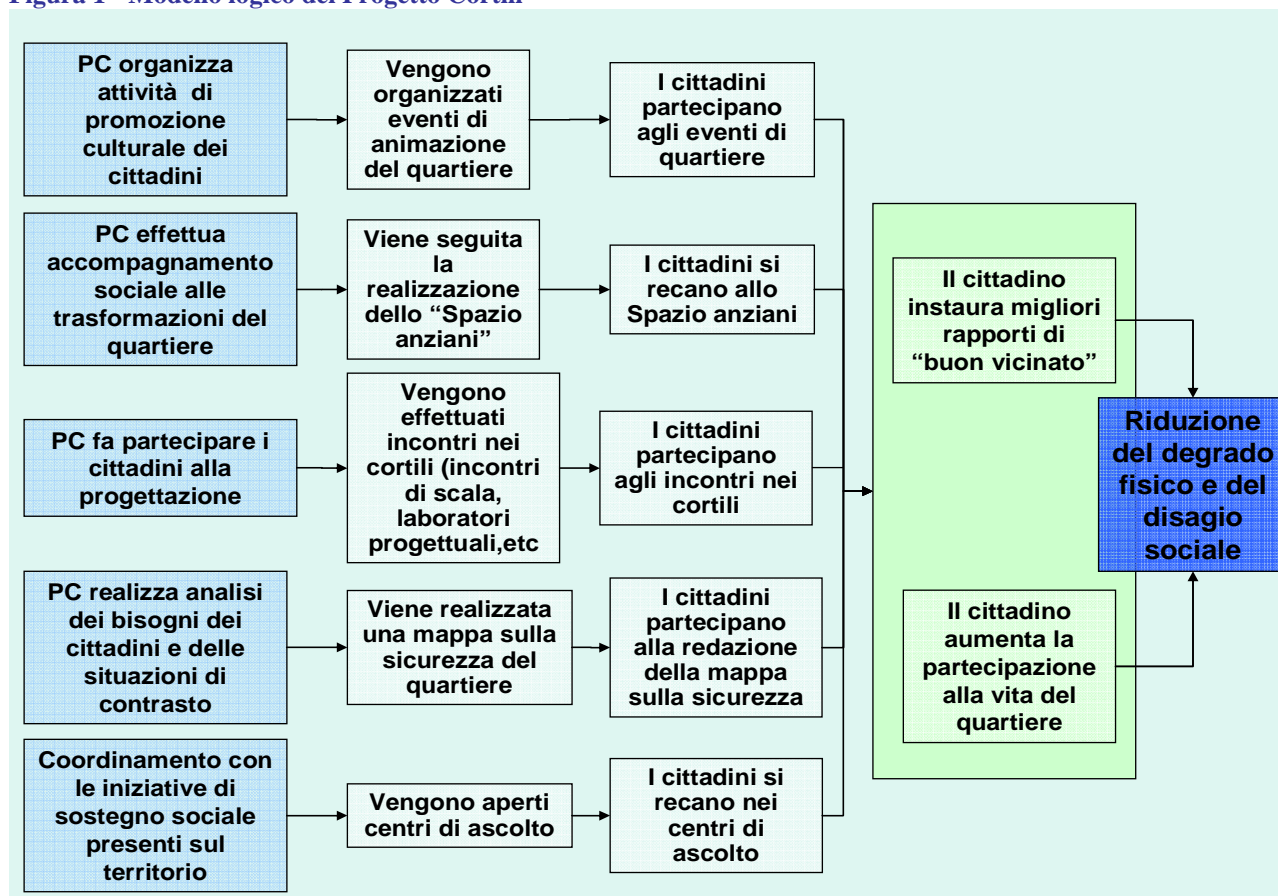 Figura 1 - Modello logico del Progetto Cortili
PC organizza
attività di
promozione
culturale dei
cittadini
Vengono
organizzati
eventi di
animazione
del quartiere
I cittadini
partecipano
agli eventi di
quartiere
PC effettua
accompagnamento
sociale alle
trasformazioni del
quartiere
Viene seguita
la
realizzazione
dello “Spazio
anziani”
I cittadini si
recano allo
Spazio anziani
PC fa partecipare i
cittadini alla
progettazione
Vengono
effettuati
incontri nei
cortili (incontri
di scala,
laboratori
progettuali,etc
I cittadini
partecipano
agli incontri nei
cortili
PC realizza analisi
dei bisogni dei
cittadini e delle
situazioni di
contrasto
Viene realizzata
una mappa sulla
sicurezza del
quartiere
I cittadini
partecipano
alla redazione
della mappa
sulla sicurezza
Coordinamento con
le iniziative di
sostegno sociale
presenti sul
territorio
Vengono aperti
centri di ascolto
I cittadini si
recano nei
centri di
ascolto
Il cittadino
instaura migliori
rapporti di
“buon vicinato”
Il cittadino
aumenta la
partecipazione
alla vita del
quartiere
Riduzione
del degrado
fisico e del
disagio
sociale